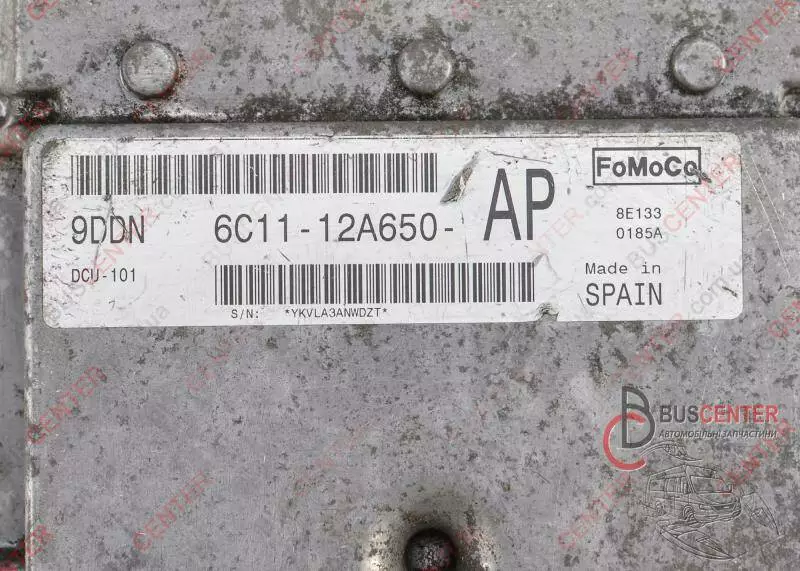 FoMoCo
9DDN 6C11-12A650- AP
8E133
0185A
DCU-101
Made in
SPAIN
S/N: *YKVLA3ANWDZT*
BUSCENTER
АВТОМОБІЛЬНІ ЗАПЧАСТИНИ